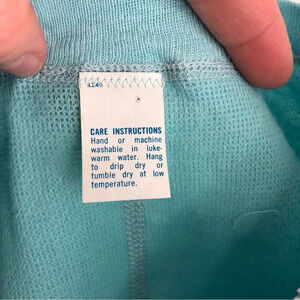 1249
CARE INSTRUCTIONS
Hand or machine
washable in luke-
warm water. Hang
to drip dry or
tumble dry at low
temperature.